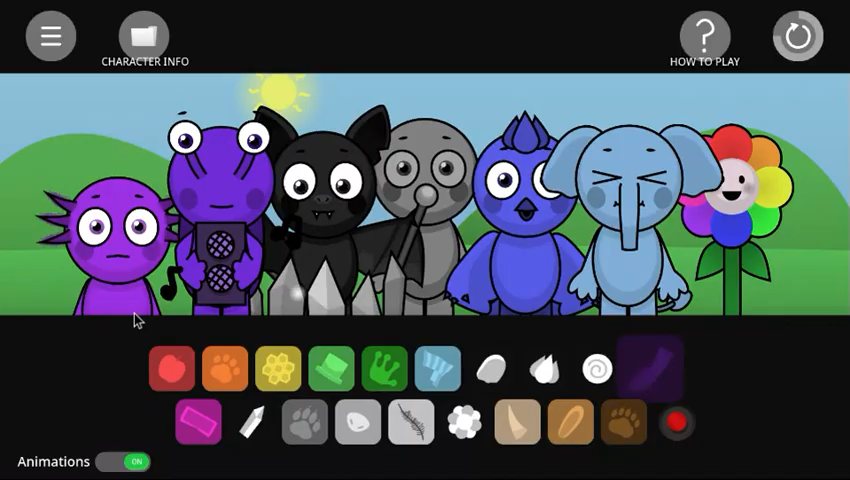 CHARACTER INFO
?
HOW TO PLAY
Animations
ON